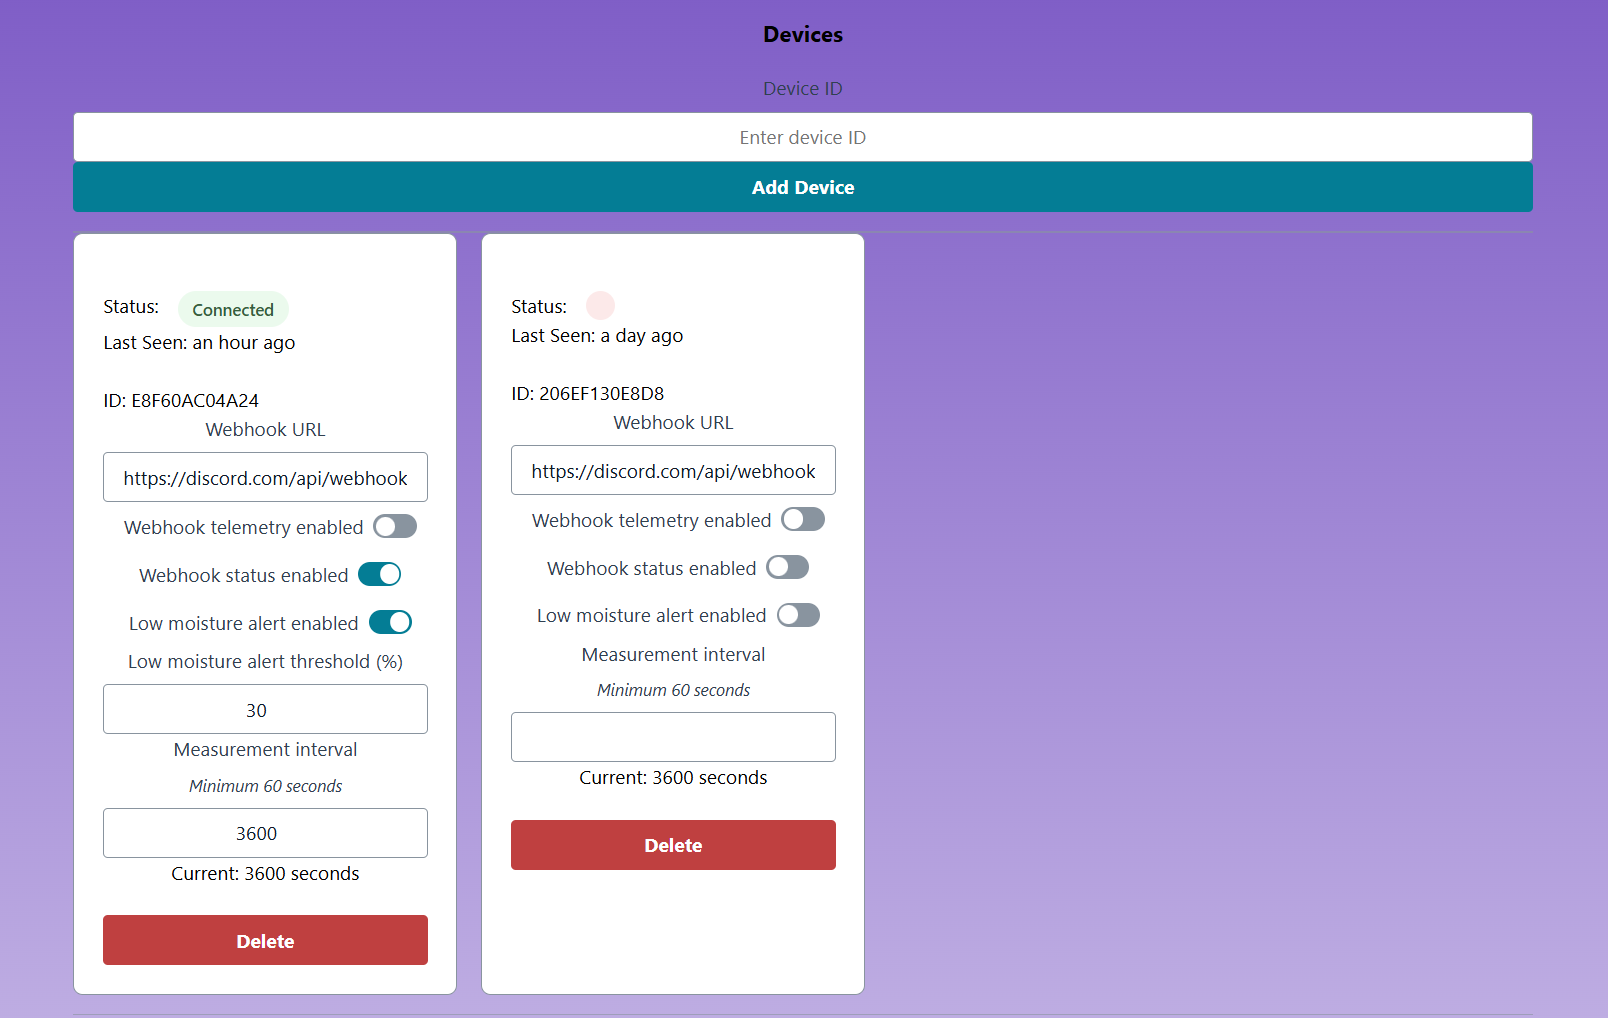 Devices
Device ID
Enter device ID
Add Device
Status: Connected
Last Seen: an hour ago
ID: E8F60AC04A24
Webhook URL
https://discord.com/api/webhook
Webhook telemetry enabled
Webhook status enabled
Low moisture alert enabled
Low moisture alert threshold (%)
30
Measurement interval
Minimum 60 seconds
3600
Current: 3600 seconds
Delete
Status:
Last Seen: a day ago
ID: 206EF130E8D8
Webhook URL
https://discord.com/api/webhook
Webhook telemetry enabled
Webhook status enabled
Low moisture alert enabled
Measurement interval
Minimum 60 seconds
Current: 3600 seconds
Delete